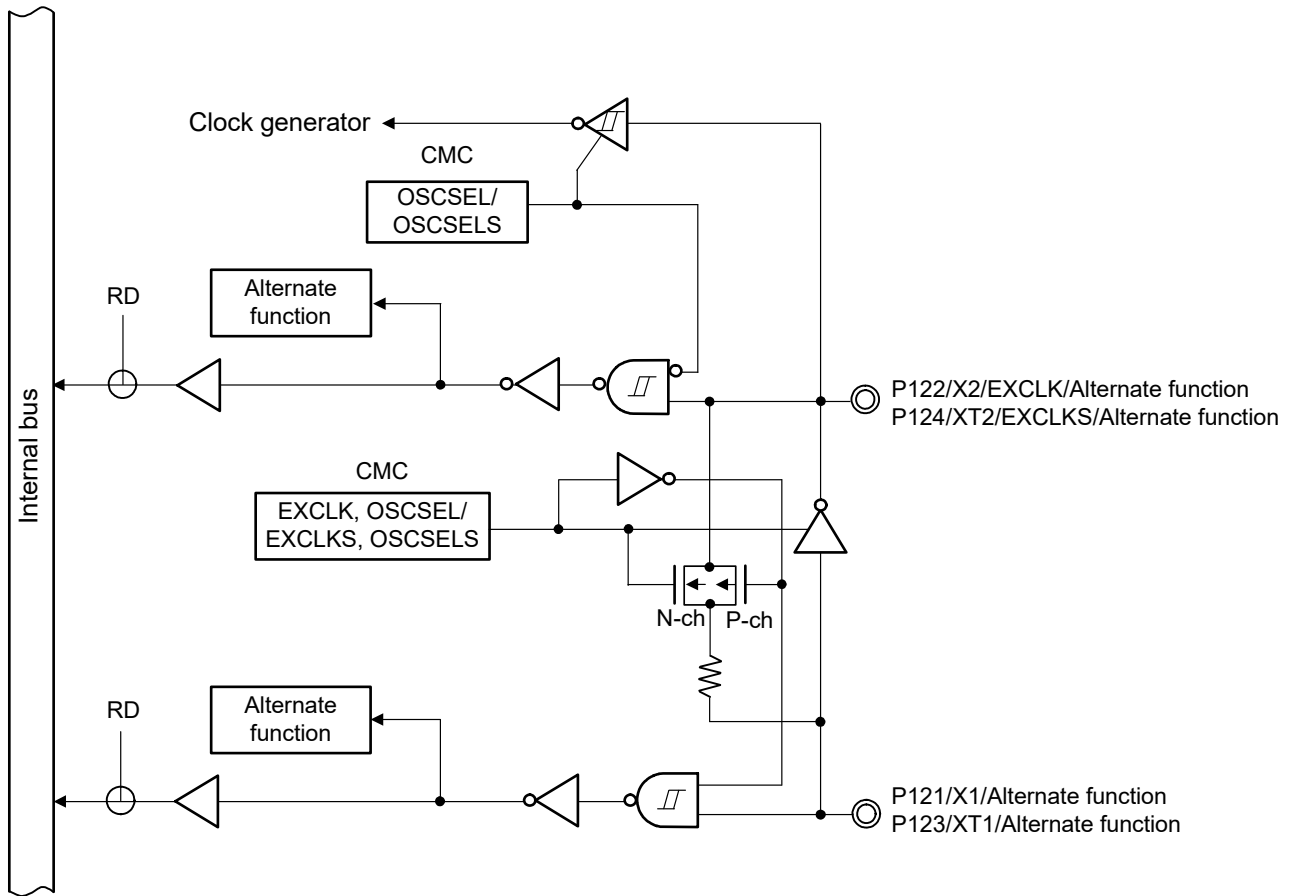 Clock generator
CMC
OSCSEL/
OSCSELS
Alternate
function
RD
P122/X2/EXCLK/Alternate function
P124/XT2/EXCLKS/Alternate function
Internal bus
CMC
EXCLK, OSCSEL/
EXCLKS, OSCSELS
N-ch
P-ch
Alternate
function
RD
P121/X1/Alternate function
P123/XT1/Alternate function